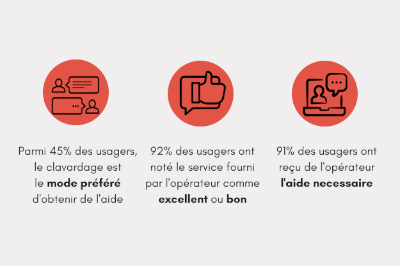 Parmi 45% des usagers,
le clavardage est
le mode préféré
d'obtenir de l'aide
92% des usagers ont
noté le service fourni
par l'opérateur comme
excellent ou bon
91% des usagers ont
reçu de l'opérateur
l'aide necessaire